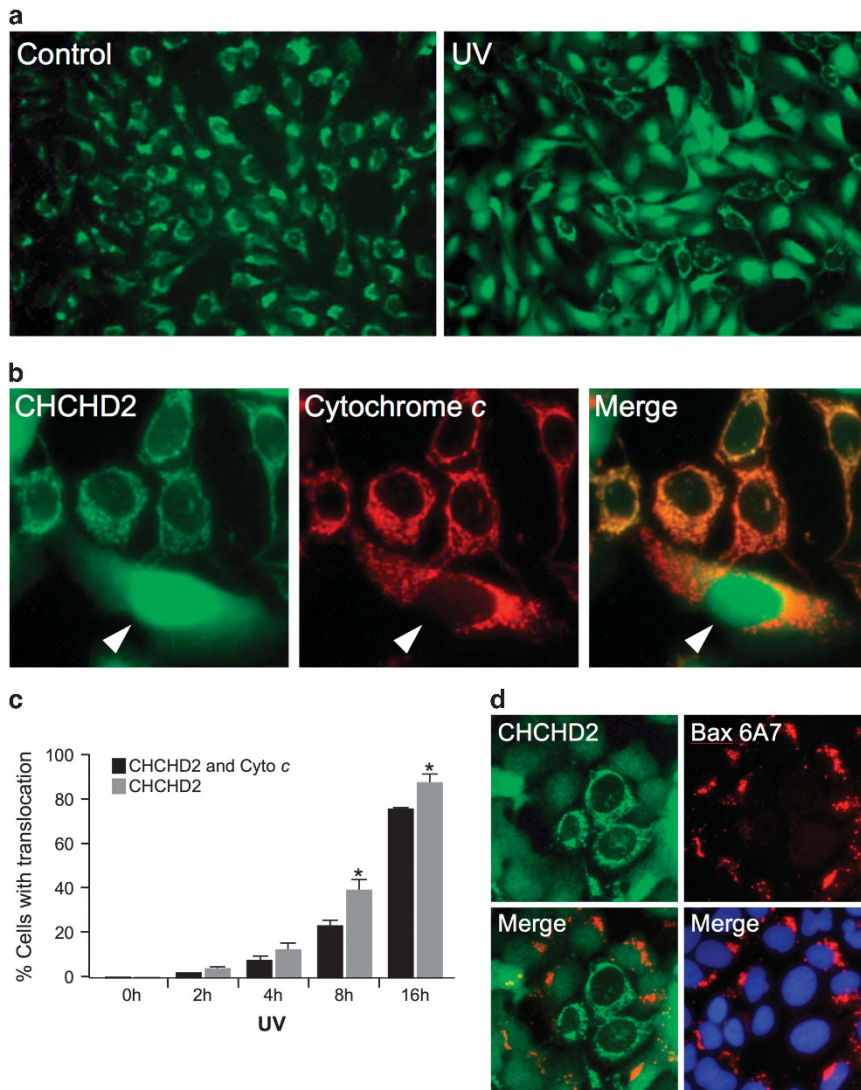 a
Control
UV
b
CHCHD2
Cytochrome c
Merge
c
% Cells with translocation
100
80
60
40
20
0
CHCHD2 and Cyto c
CHCHD2
*
*
0h
2h
4h
8h
16h
UV
d
CHCHD2
Bax 6A7
Merge
Merge